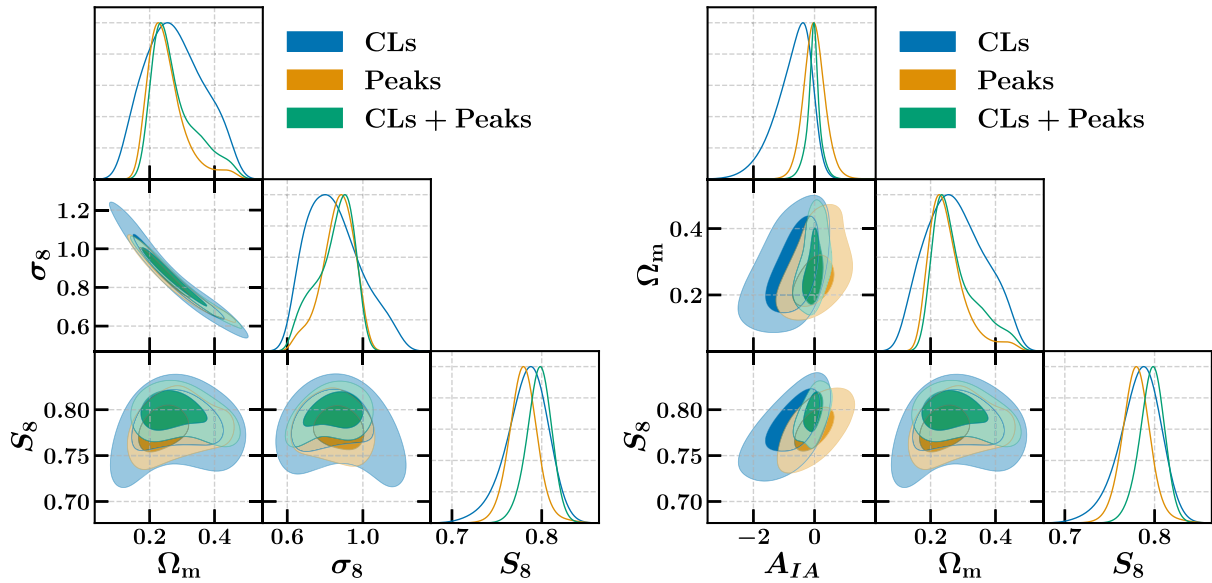 CLs
Peaks
CLs + Peaks
1.2
1.0
0.8
0.6
σ₈
0.80
0.75
0.70
S₈
0.2 0.4
Ωₘ
0.6 1.0
σ₈
0.7 0.8
S₈
CLs
Peaks
CLs + Peaks
0.4
0.2
Ωₘ
0.80
0.75
0.70
S₈
−2 0
A_{IA}
0.2 0.4
Ωₘ
0.7 0.8
S₈